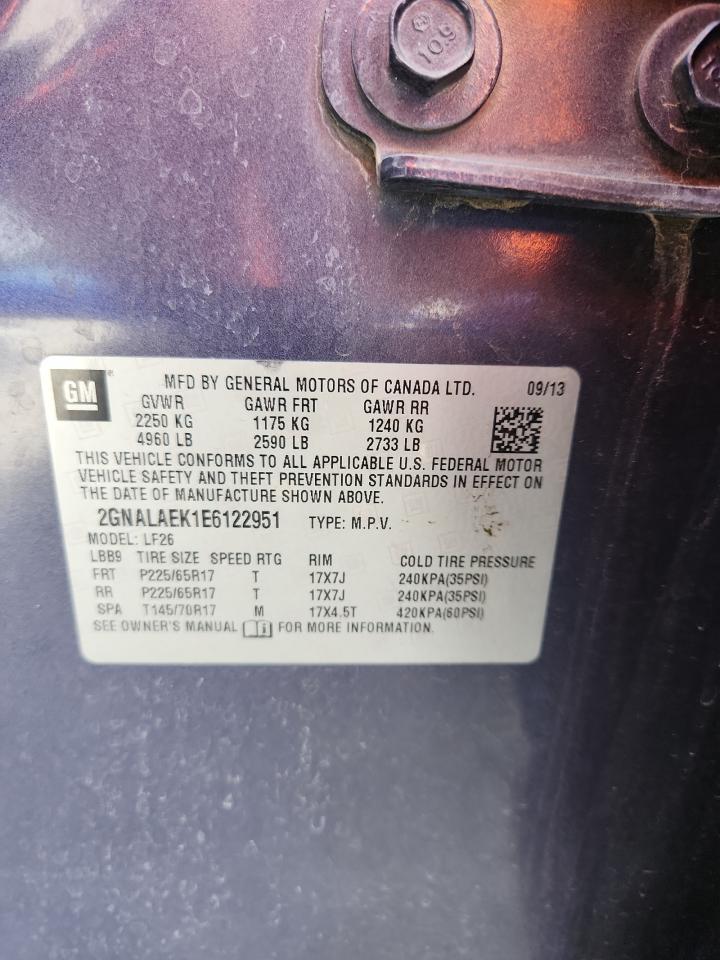 10.9
GM
MFD BY GENERAL MOTORS OF CANADA LTD. 09/13
GVWR GAWR FRT GAWR RR
2250 KG 1175 KG 1240 KG
4960 LB 2590 LB 2733 LB
THIS VEHICLE CONFORMS TO ALL APPLICABLE U.S. FEDERAL MOTOR
VEHICLE SAFETY AND THEFT PREVENTION STANDARDS IN EFFECT ON
THE DATE OF MANUFACTURE SHOWN ABOVE.
2GNALAEK1E6122951 TYPE: M.P.V.
MODEL: LF26
LBB9 TIRE SIZE SPEED RTG RIM COLD TIRE PRESSURE
FRT P225/65R17 T 17X7J 240KPA(35PSI)
RR P225/65R17 T 17X7J 240KPA(35PSI)
SPA T145/70R17 M 17X4.5T 420KPA(60PSI)
SEE OWNER'S MANUAL FOR MORE INFORMATION.